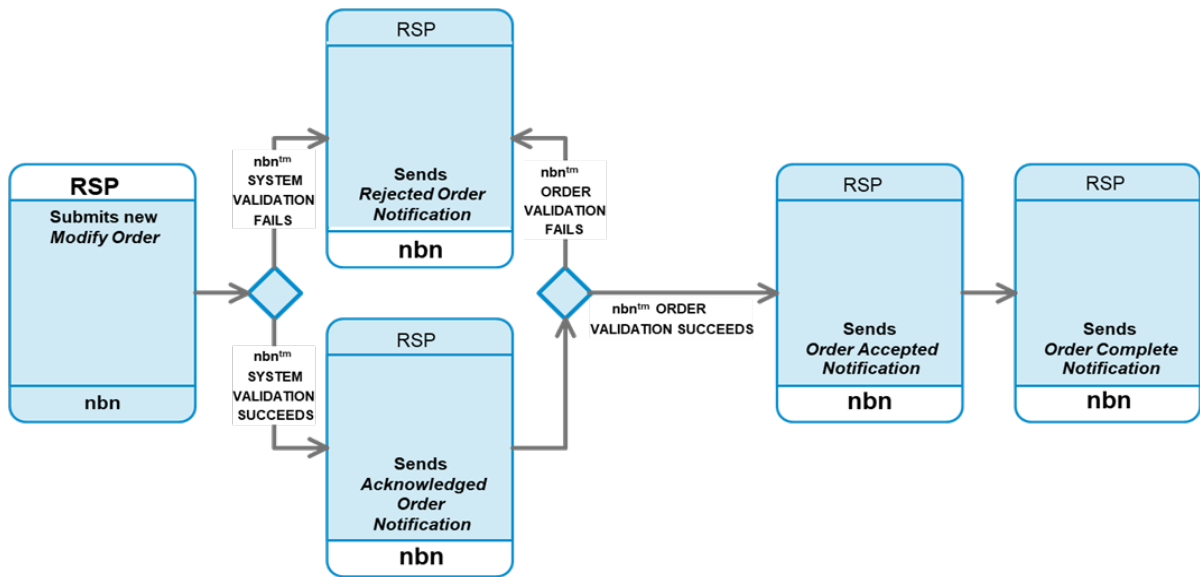 RSP
Submits new
Modify Order
nbn
nbn™
SYSTEM
VALIDATION
FAILS
RSP
Sends
Rejected Order
Notification
nbn
nbn™
SYSTEM
VALIDATION
SUCCEEDS
RSP
Sends
Acknowledged
Order
Notification
nbn
nbn™
ORDER
VALIDATION
FAILS
nbn™ ORDER
VALIDATION SUCCEEDS
RSP
Sends
Order Accepted
Notification
nbn
RSP
Sends
Order Complete
Notification
nbn